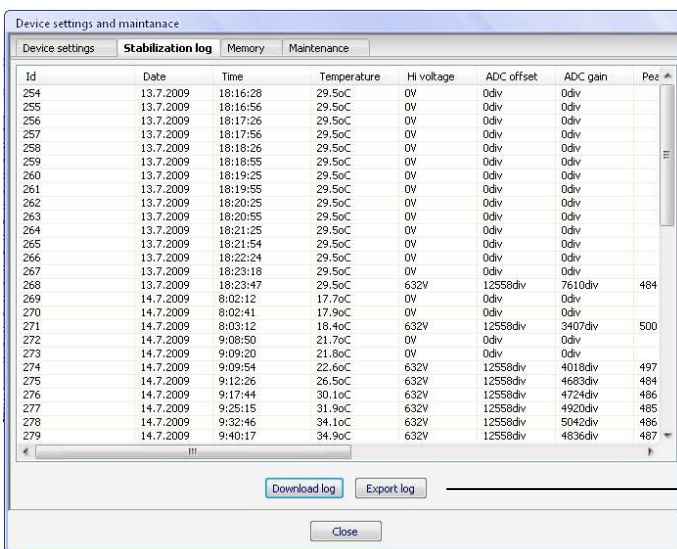 Device settings and maintanace
Device settings Stabilization log Memory Maintenance
Id Date Time Temperature Hi voltage ADC offset ADC gain Pea
254 13.7.2009 18:16:28 29.5oC 0V 0div 0div
255 13.7.2009 18:16:56 29.5oC 0V 0div 0div
256 13.7.2009 18:17:26 29.5oC 0V 0div 0div
257 13.7.2009 18:17:56 29.5oC 0V 0div 0div
258 13.7.2009 18:18:26 29.5oC 0V 0div 0div
259 13.7.2009 18:18:55 29.5oC 0V 0div 0div
260 13.7.2009 18:19:25 29.5oC 0V 0div 0div
261 13.7.2009 18:19:55 29.5oC 0V 0div 0div
262 13.7.2009 18:20:25 29.5oC 0V 0div 0div
263 13.7.2009 18:20:55 29.5oC 0V 0div 0div
264 13.7.2009 18:21:25 29.5oC 0V 0div 0div
265 13.7.2009 18:21:54 29.5oC 0V 0div 0div
266 13.7.2009 18:22:24 29.5oC 0V 0div 0div
267 13.7.2009 18:23:18 29.5oC 0V 0div 0div
268 13.7.2009 18:23:47 29.5oC 632V 12558div 7610div 484
269 14.7.2009 8:02:12 17.7oC 0V 0div 0div
270 14.7.2009 8:02:41 17.9oC 0V 0div 0div
271 14.7.2009 8:03:12 18.4oC 632V 12558div 3407div 500
272 14.7.2009 9:08:50 21.7oC 0V 0div 0div
273 14.7.2009 9:09:20 21.8oC 0V 0div 0div
274 14.7.2009 9:09:54 22.6oC 632V 12558div 4018div 497
275 14.7.2009 9:12:26 26.5oC 632V 12558div 4683div 484
276 14.7.2009 9:17:44 30.1oC 632V 12558div 4724div 486
277 14.7.2009 9:25:15 31.9oC 632V 12558div 4920div 485
278 14.7.2009 9:32:46 34.1oC 632V 12558div 5042div 486
279 14.7.2009 9:40:17 34.9oC 632V 12558div 4836div 487
Download log Export log
Close